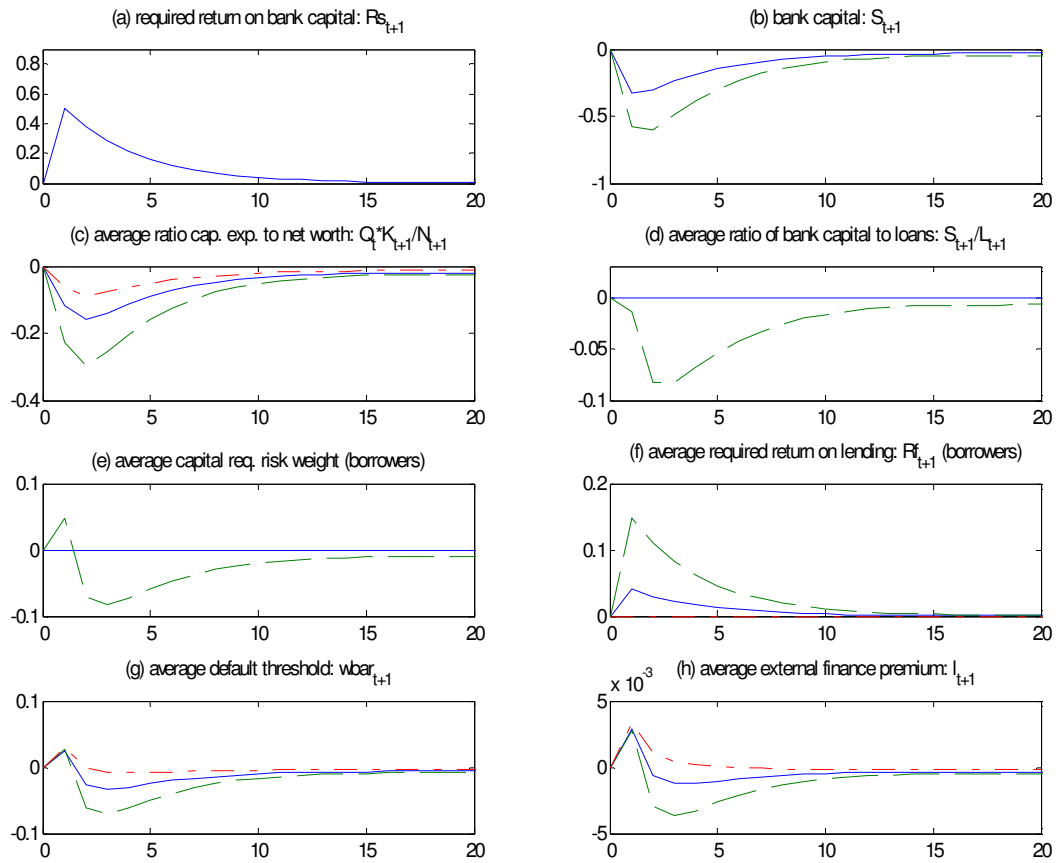 (a) required return on bank capital: Rs_{t+1}
0.8
0.6
0.4
0.2
0
0 5 10 15 20
(b) bank capital: S_{t+1}
0
-0.5
-1
0 5 10 15 20
(c) average ratio cap. exp. to net worth: Q_t*K_{t+1}/N_{t+1}
0
-0.2
-0.4
0 5 10 15 20
(d) average ratio of bank capital to loans: S_{t+1}/L_{t+1}
0
-0.05
-0.1
0 5 10 15 20
(e) average capital req. risk weight (borrowers)
0.1
0
-0.1
0 5 10 15 20
(f) average required return on lending: Rf_{t+1} (borrowers)
0.2
0.1
0
0 5 10 15 20
(g) average default threshold: wbar_{t+1}
0.1
0
-0.1
0 5 10 15 20
(h) average external finance premium: I_{t+1}
x 10^{-3}
5
0
-5
0 5 10 15 20